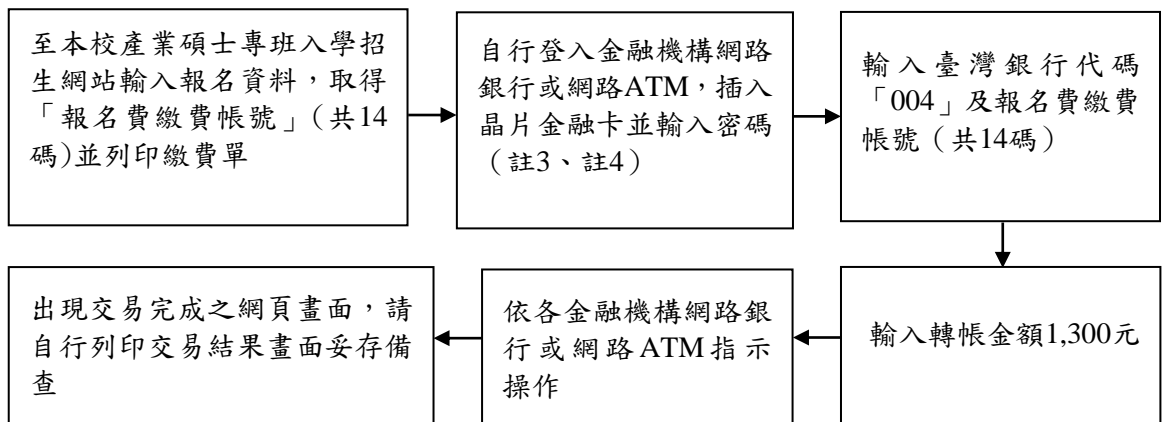 至本校產業碩士專班入學招
生網站輸入報名資料，取得
「報名費繳費帳號」(共14
碼)並列印繳費單
自行登入金融機構網路
銀行或網路ATM，插入
晶片金融卡並輸入密碼
（註3、註4）
輸入臺灣銀行代碼
「004」及報名費繳費
帳號（共14碼）
輸入轉帳金額1,300元
依各金融機構網路銀
行或網路ATM指示
操作
出現交易完成之網頁畫面，請
自行列印交易結果畫面妥存備
查